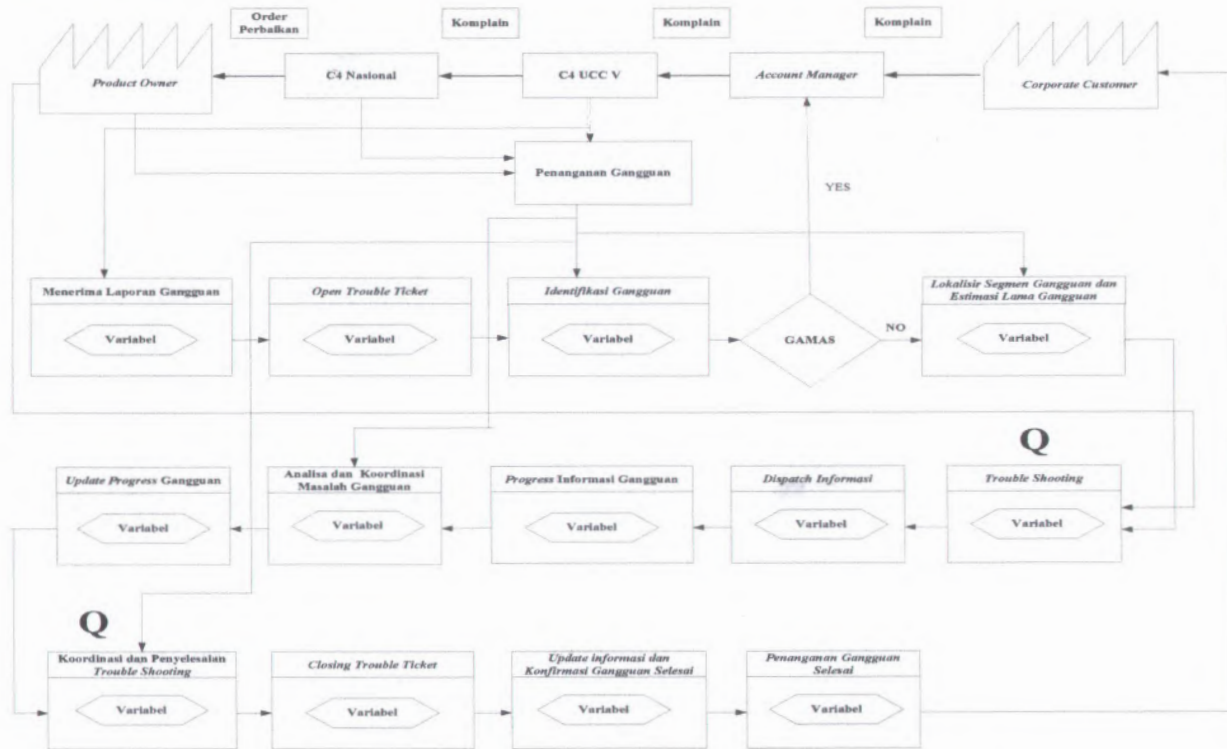 Order
Perbaikan
Komplain
Komplain
Komplain
Product Owner
C4 Nasional
C4 UCC V
Account Manager
Corporate Customer
Penanganan Gangguan
YES
Menerima Laporan Gangguan
Variabel
Open Trouble Ticket
Variabel
Identifikasi Gangguan
Variabel
GAMAS
NO
Lokalisir Segmen Gangguan dan
Estimasi Lama Gangguan
Variabel
Q
Update Progress Gangguan
Variabel
Analisa dan Koordinasi
Masalah Gangguan
Variabel
Progress Informasi Gangguan
Variabel
Dispatch Informasi
Variabel
Trouble Shooting
Variabel
Q
Koordinasi dan Penyelesaian
Trouble Shooting
Variabel
Closing Trouble Ticket
Variabel
Update informasi dan
Konfirmasi Gangguan Selesai
Variabel
Penanganan Gangguan
Selesai
Variabel